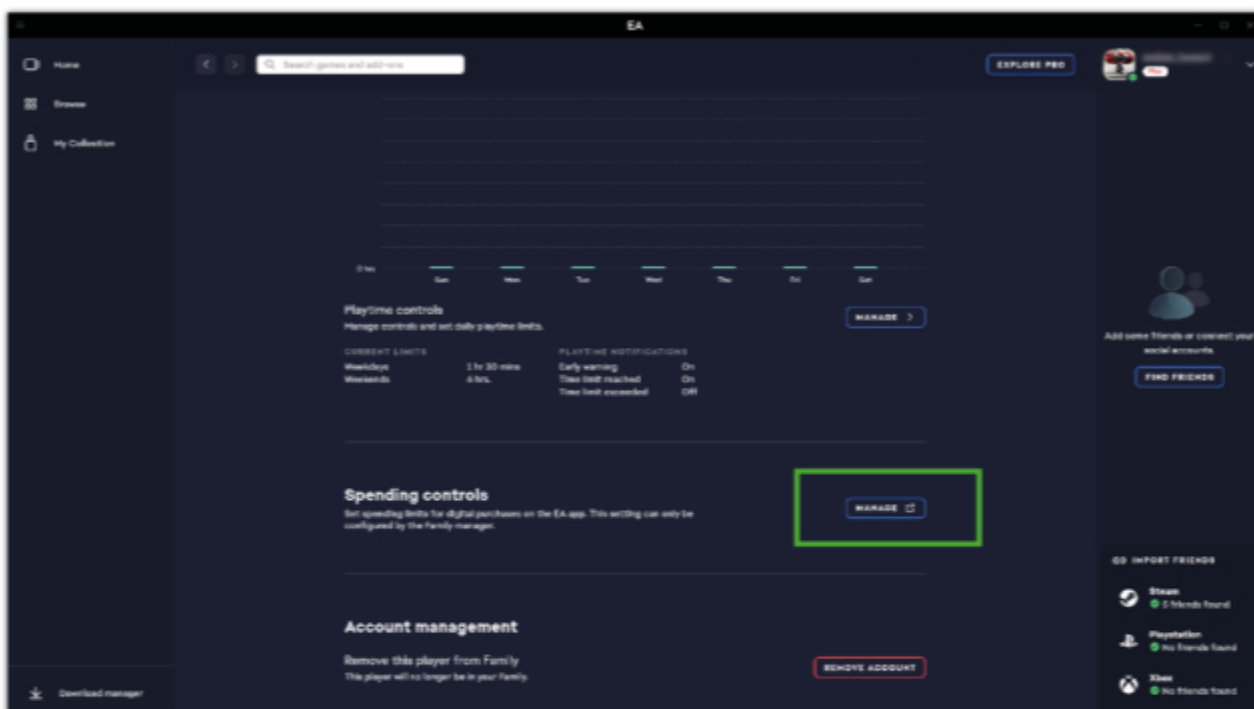 EA
Home
Search games and add-ons
EXPLORE PRO
Play
Browse
My Collection
0 hrs
Sun Mon Tue Wed Thu Fri Sat
Playtime controls
Manage controls and set daily playtime limits.
MANAGE
CURRENT LIMITS
Weekdays 1 hr 30 mins
Weekends 4 hrs.
PLAYTIME NOTIFICATIONS
Early warning On
Time limit reached On
Time limit exceeded Off
Add some friends or connect your
social accounts.
FIND FRIENDS
Spending controls
Set spending limits for digital purchases on the EA app. This setting can only be
configured by the Family manager.
MANAGE
Account management
Remove this player from Family
This player will no longer be in your Family.
REMOVE ACCOUNT
IMPORT FRIENDS
Steam
5 friends found
Playstation
No friends found
Xbox
No friends found
Download manager